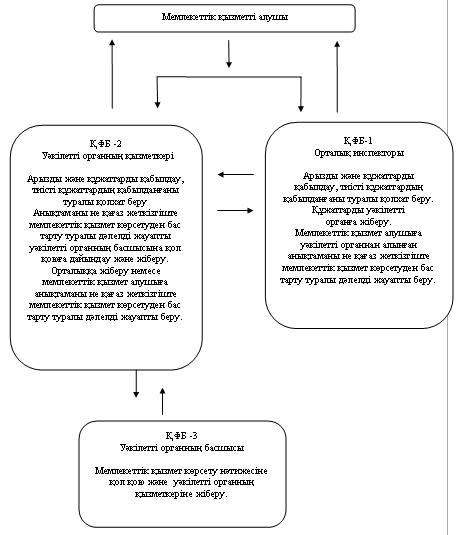 Мемлекеттік қызметті алушы
ҚФБ -2
Уәкілетті органның қызметкері
Арызды және құжаттарды қабылдау,
тиісті құжаттардың қабылданғаны
туралы қолхат беру
Анықтаманы не қағаз жеткізгіште
мемлекеттік қызмет көрсетуден бас
тарту туралы дәлелді жауапты
уәкілетті органның басшысына қол
қоюға дайындау және жіберу.
Орталыққа жіберу немесе
мемлекеттік қызмет алушыға
анықтаманы не қағаз жеткізгіште
мемлекеттік қызмет көрсетуден бас
тарту туралы дәлелді жауапты беру.
ҚФБ-1
Орталық инспекторы
Арызды және құжаттарды
қабылдау, тиісті құжаттардың
қабылданғаны туралы қолхат беру.
Құжаттарды уәкілетті
органға жіберу.
Мемлекеттік қызмет алушыға
уәкілетті органнан алынған
анықтаманы не қағаз жеткізгіште
мемлекеттік қызмет көрсетуден бас
тарту туралы дәлелді жауапты беру.
ҚФБ -3
Уәкілетті органның басшысы
Мемлекеттік қызмет көрсету нәтижесіне
қол қою және уәкілетті органның
қызметкеріне жіберу.